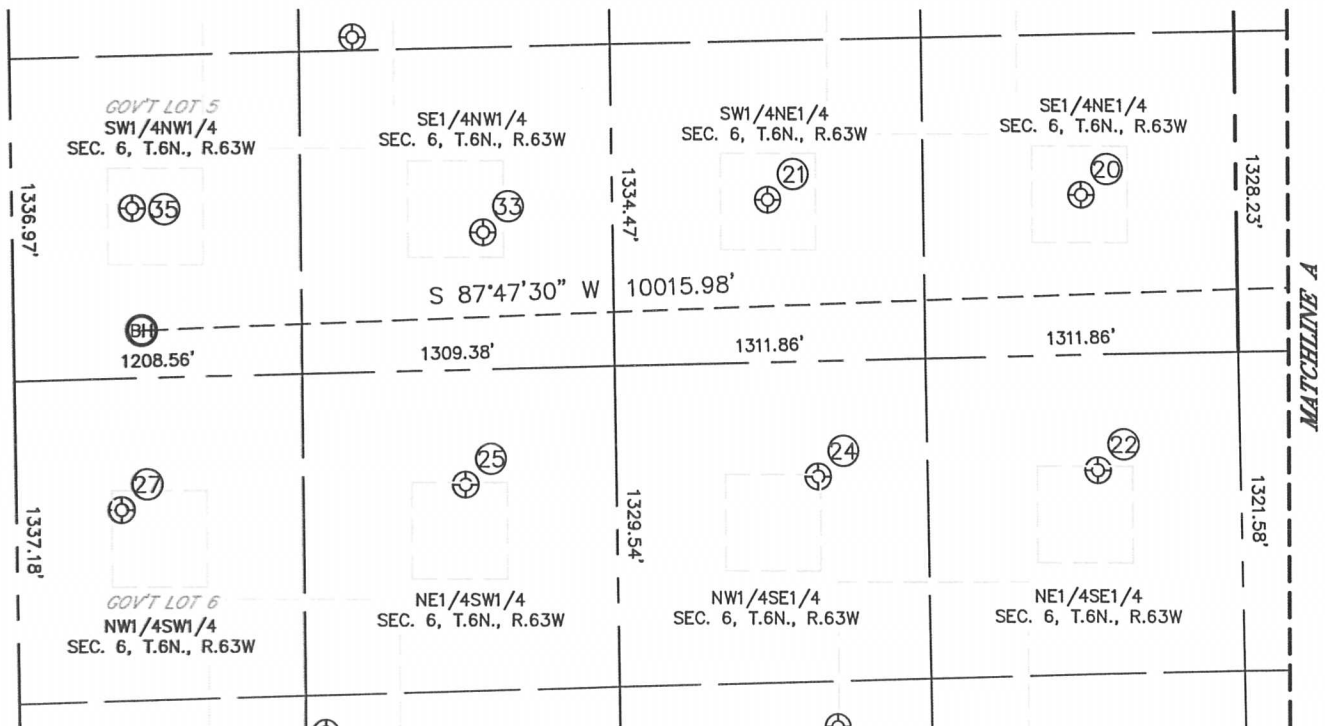 GOV'T LOT 5
SW1/4NW1/4
SEC. 6, T.6N., R.63W
SE1/4NW1/4
SEC. 6, T.6N., R.63W
SW1/4NE1/4
SEC. 6, T.6N., R.63W
SE1/4NE1/4
SEC. 6, T.6N., R.63W
1336.97'
35
33
1334.47'
21
20
1328.23'
S 87°47'30" W 10015.98'
MATCHLINE A
BH
1208.56'
1309.38'
1311.86'
1311.86'
27
25
24
22
1337.18'
1329.54'
1321.58'
GOV'T LOT 6
NW1/4SW1/4
SEC. 6, T.6N., R.63W
NE1/4SW1/4
SEC. 6, T.6N., R.63W
NW1/4SE1/4
SEC. 6, T.6N., R.63W
NE1/4SE1/4
SEC. 6, T.6N., R.63W